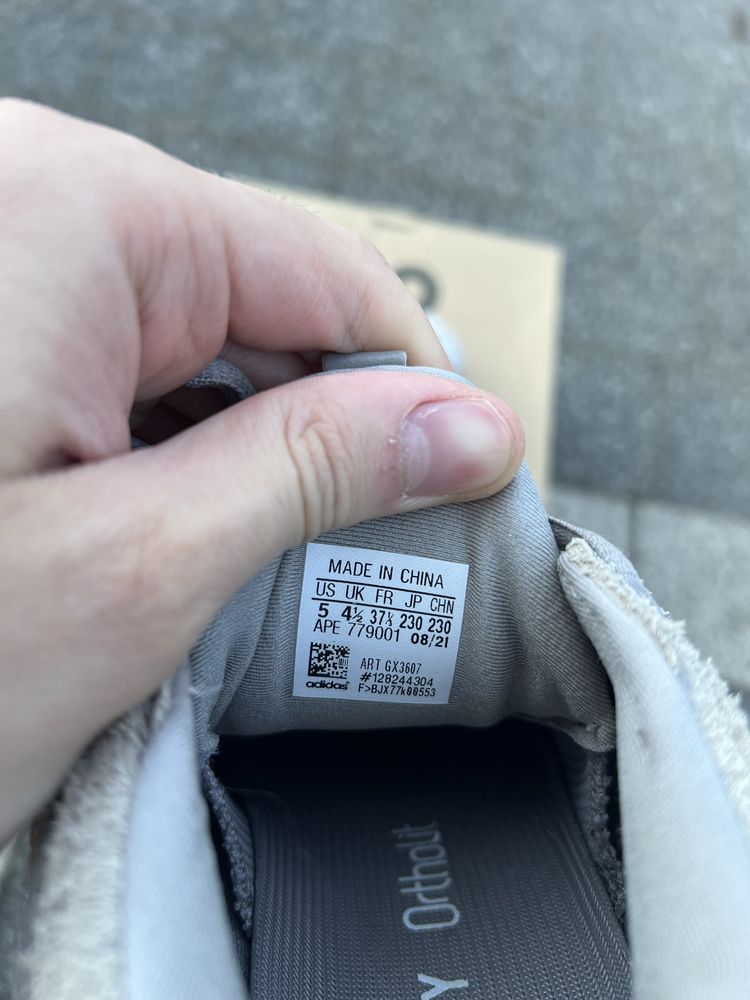 MADE IN CHINA
US UK FR JP CHN
5 4½ 37⅓ 230 230
APE 779001 08/21
ART GX3607
#128244304
adidas
F>BJX77k00553
Ortholit
Y